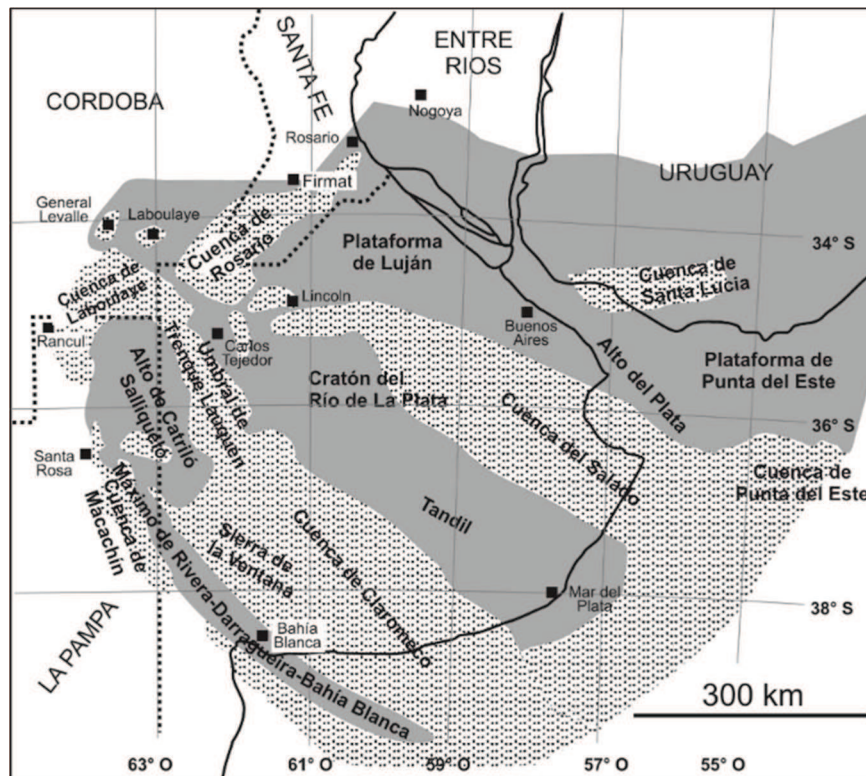 CORDOBA
SANTA FE
ENTRE
RIOS
Nogoya
Rosario
Firmat
URUGUAY
General
Levalle
Laboulaye
Cuenca de
Rosario
Plataforma
de Luján
34° S
Cuenca de
Laboulaye
Cuenca de
Santa Lucia
Lincoln
Rancul
Carlos
Tejedor
Buenos
Aires
Alto de Catriló
Salliqueló
Umbral de
Trenque Lauquen
Cratón del
Río de La Plata
Alto del Plata
Plataforma de
Punta del Este
36° S
Cuenca del Salado
Santa
Rosa
Cuenca de
Punta del Este
Cuenca de
Macachín
Máximo de Rivera-Darragueira-Bahía Blanca
Sierra de
la Ventana
Cuenca de Claromecó
Tandil
Mar del
Plata
38° S
LA PAMPA
Bahía
Blanca
300 km
63° O
61° O
59° O
57° O
55° O